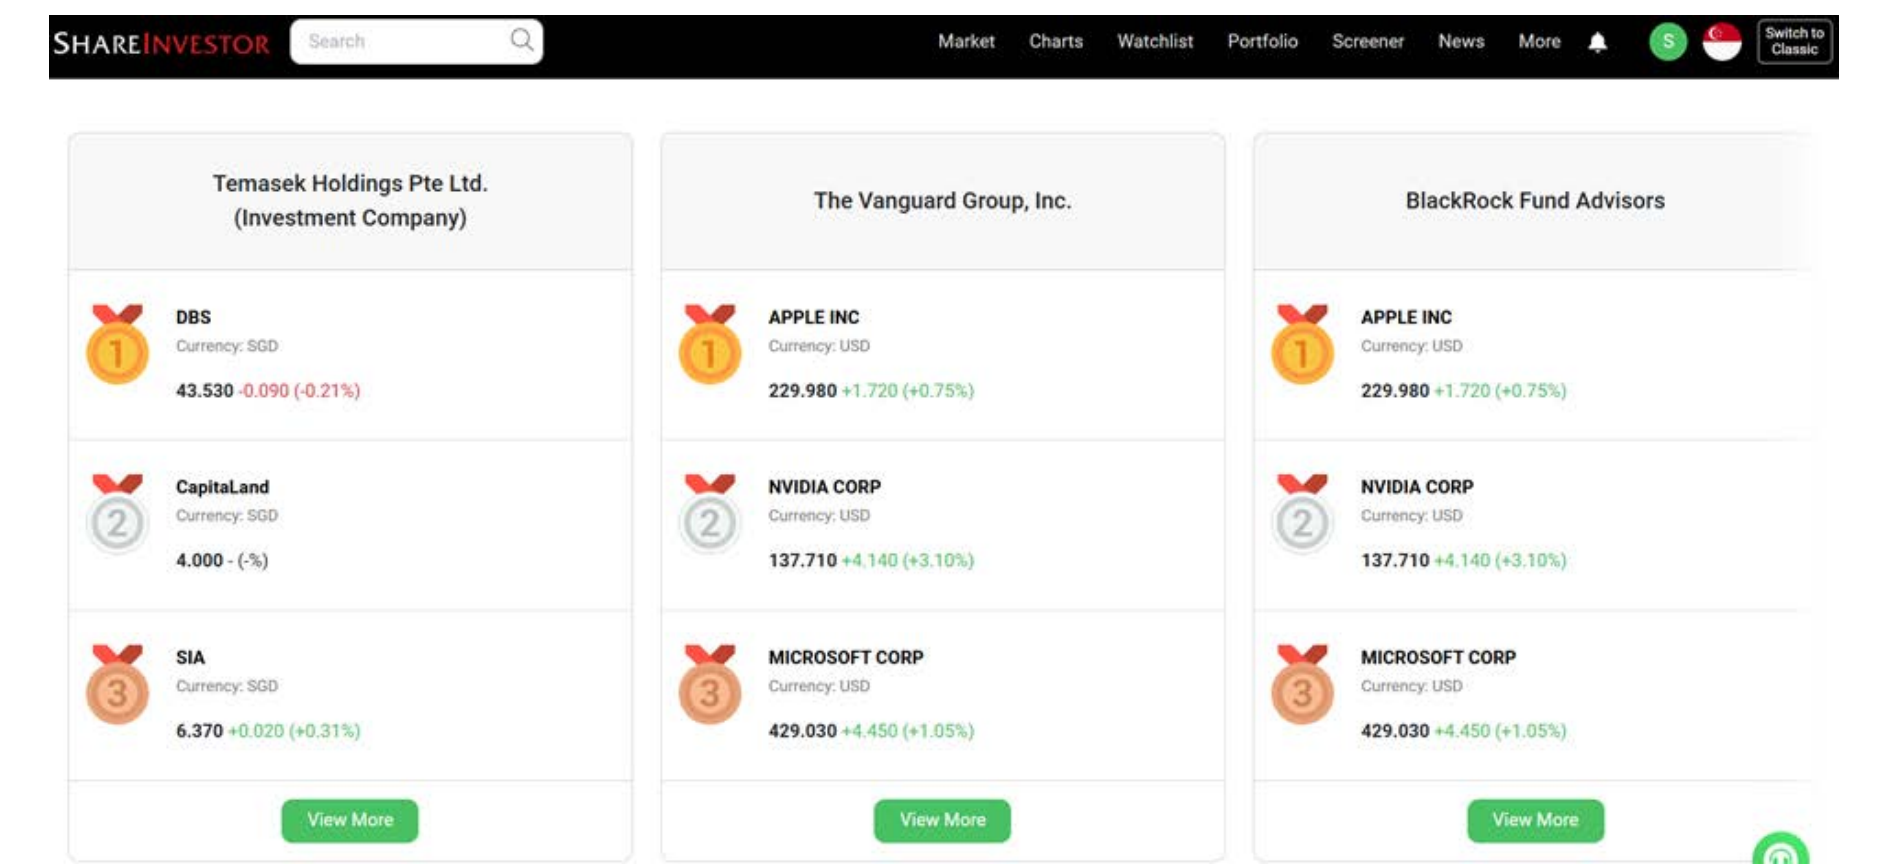 SHAREINVESTOR
Search
Market Charts Watchlist Portfolio Screener News More
S
Switch to
Classic
Temasek Holdings Pte Ltd.
(Investment Company)
1
DBS
Currency: SGD
43.530 -0.090 (-0.21%)
2
CapitaLand
Currency: SGD
4.000 - (-%)
3
SIA
Currency: SGD
6.370 +0.020 (+0.31%)
View More
The Vanguard Group, Inc.
1
APPLE INC
Currency: USD
229.980 +1.720 (+0.75%)
2
NVIDIA CORP
Currency: USD
137.710 +4.140 (+3.10%)
3
MICROSOFT CORP
Currency: USD
429.030 +4.450 (+1.05%)
View More
BlackRock Fund Advisors
1
APPLE INC
Currency: USD
229.980 +1.720 (+0.75%)
2
NVIDIA CORP
Currency: USD
137.710 +4.140 (+3.10%)
3
MICROSOFT CORP
Currency: USD
429.030 +4.450 (+1.05%)
View More